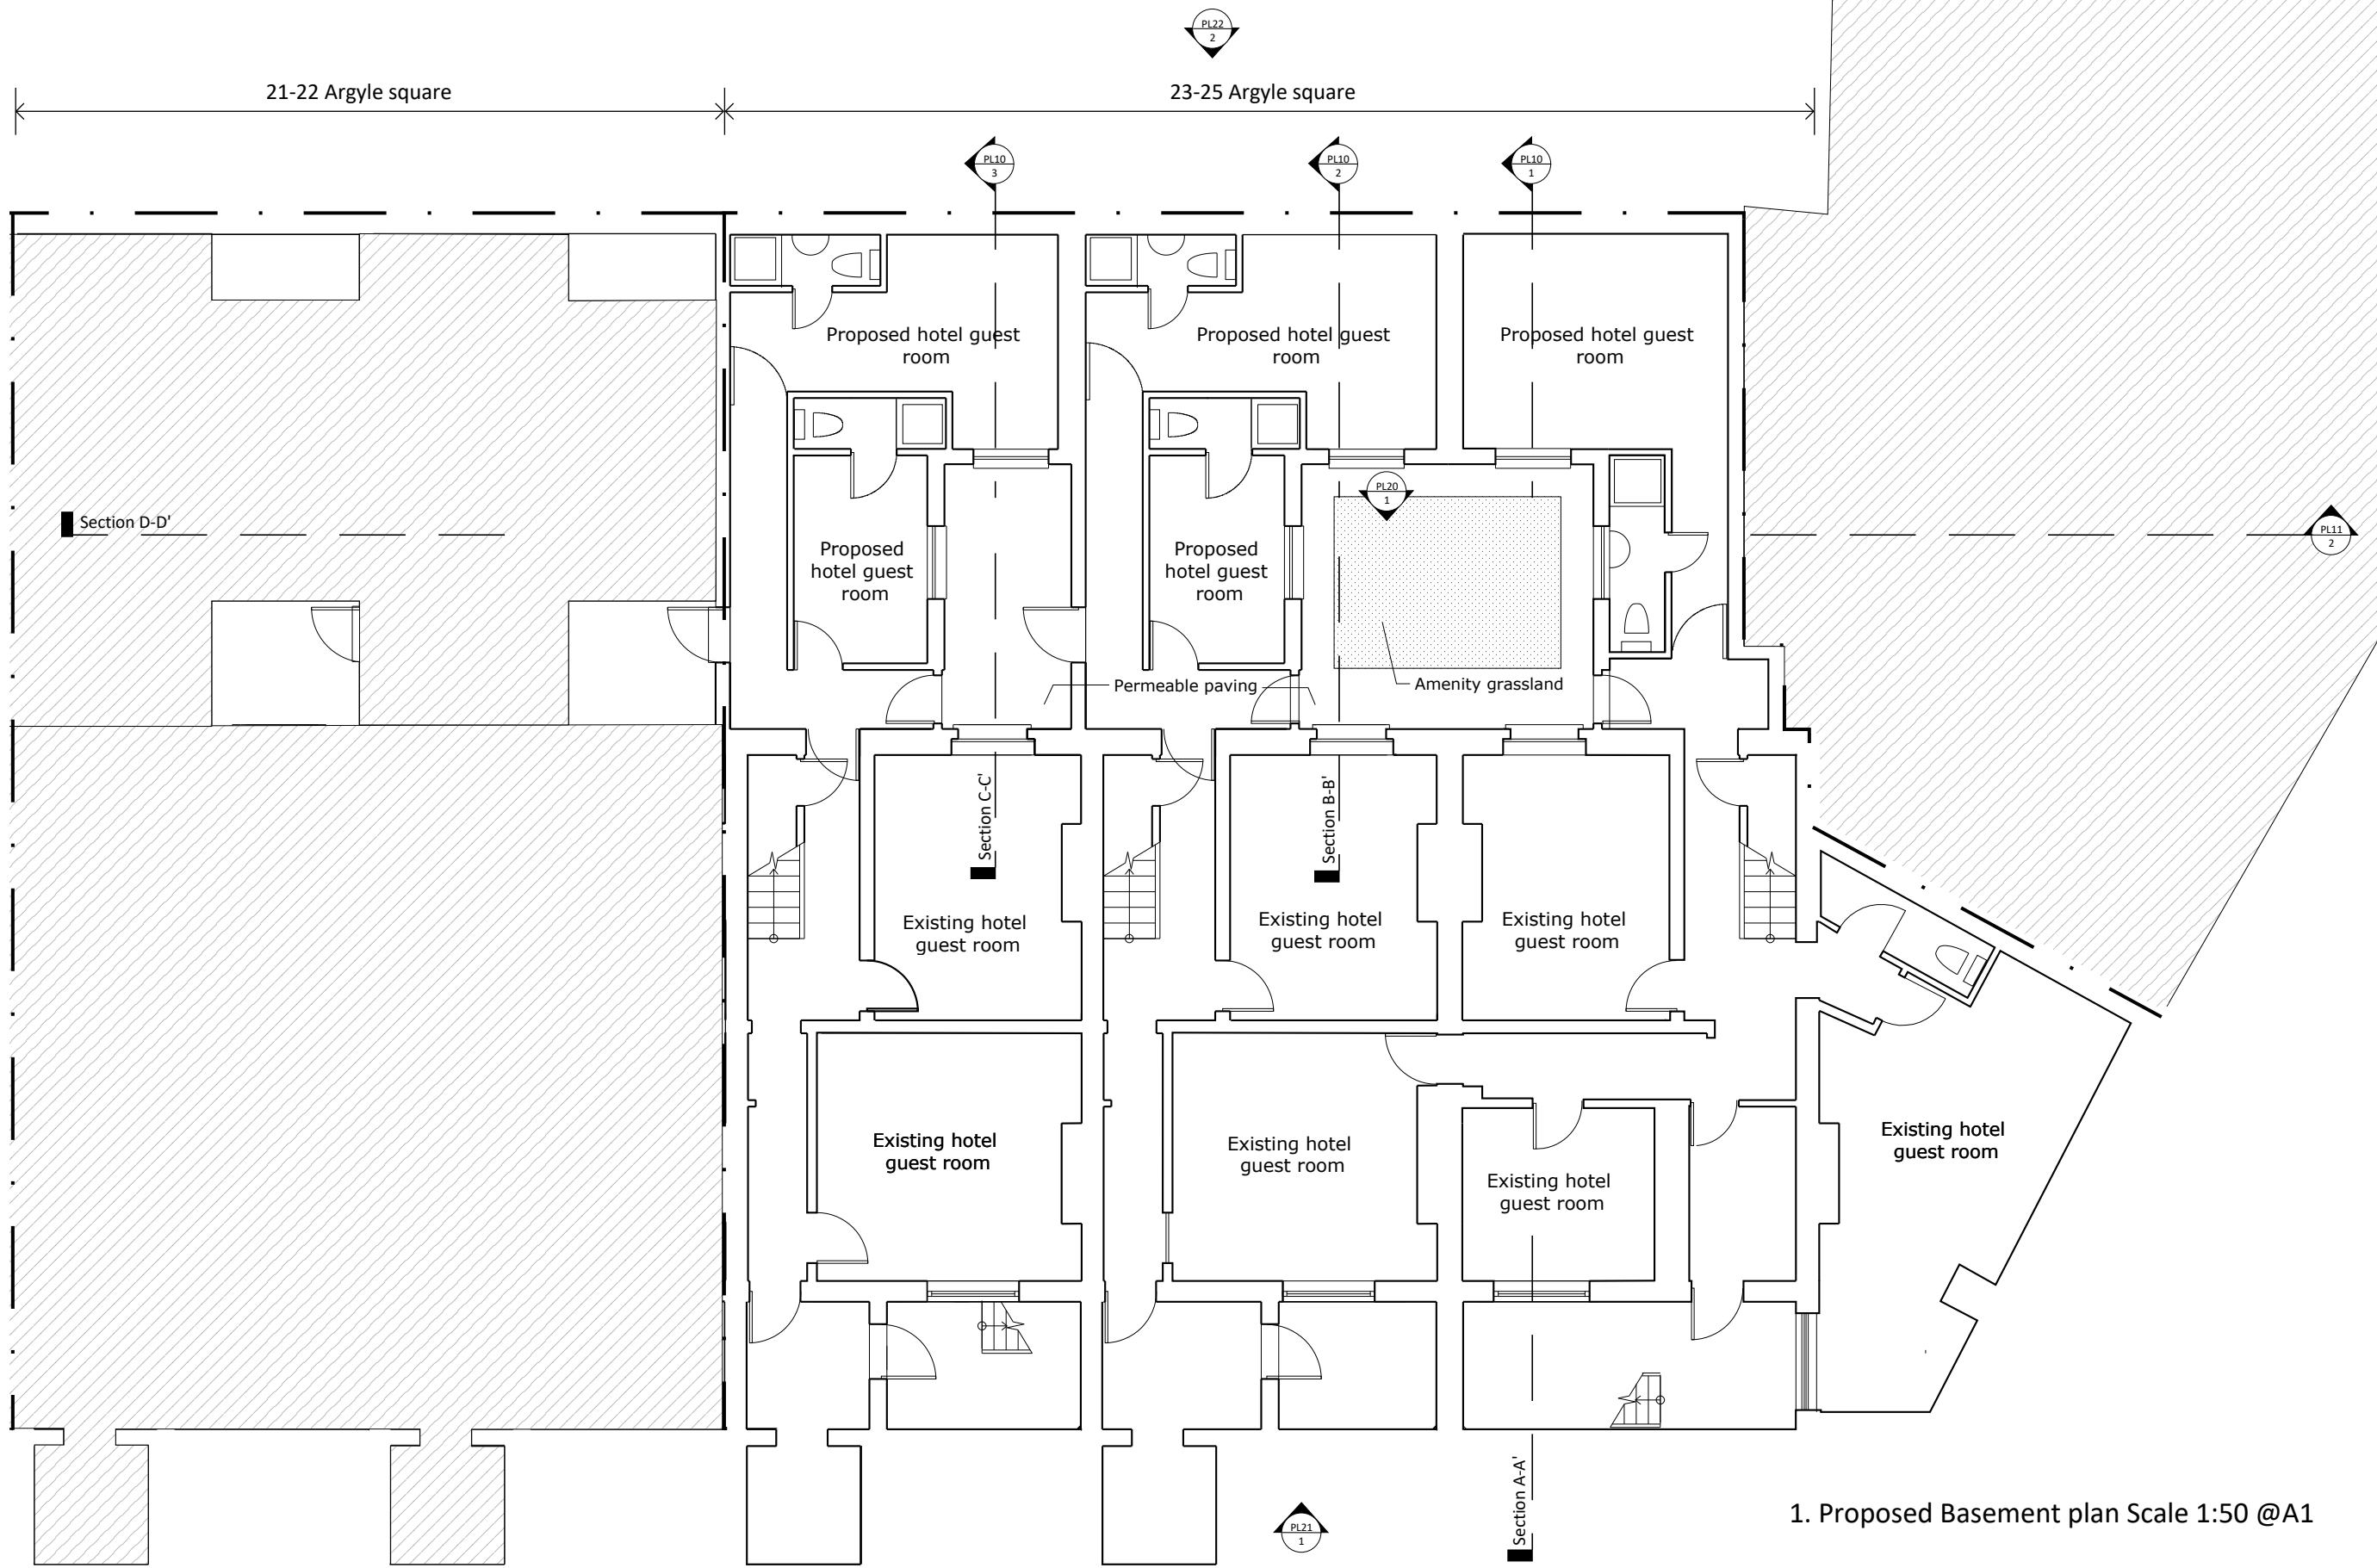 PL22
2
21-22 Argyle square
23-25 Argyle square
PL10
3
PL10
2
PL10
1
Proposed hotel guest
room
Proposed hotel guest
room
Proposed hotel guest
room
PL20
1
Section D-D'
PL11
2
Proposed
hotel guest
room
Proposed
hotel guest
room
Permeable paving
Amenity grassland
Section C-C'
Section B-B'
Existing hotel
guest room
Existing hotel
guest room
Existing hotel
guest room
Existing hotel
guest room
Existing hotel
guest room
Existing hotel
guest room
Existing hotel
guest room
Section A-A'
PL21
1
1. Proposed Basement plan Scale 1:50 @A1